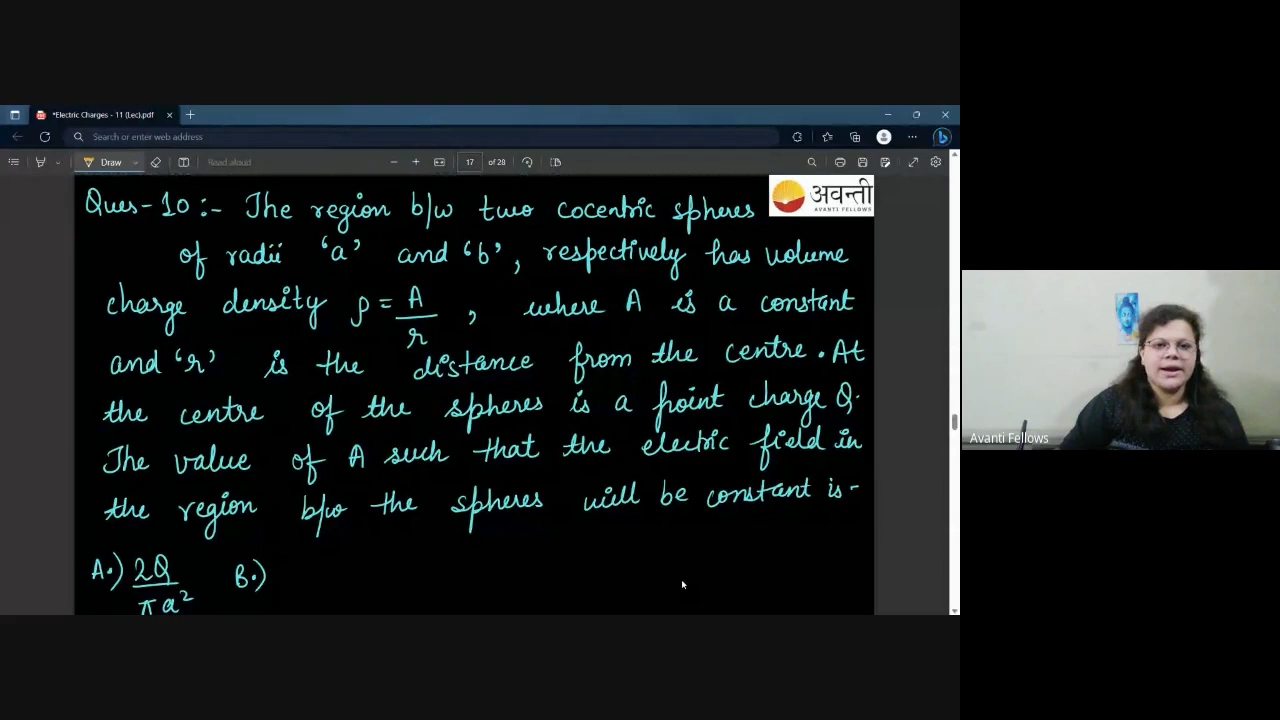 *Electric Charges - 11 (Lec).pdf
Search or enter web address
Draw
Read aloud
17 of 28
अवन्ती
AVANTI FELLOWS
Ques-10:- The region b/w two cocentric spheres
of radii 'a' and 'b', respectively has volume
charge density ρ = A/r, where A is a constant
and 'r' is the distance from the centre. At
the centre of the spheres is a point charge Q.
The value of A such that the electric field in
the region b/w the spheres will be constant is-
A.) 2Q/πa² B.)
Avanti Fellows